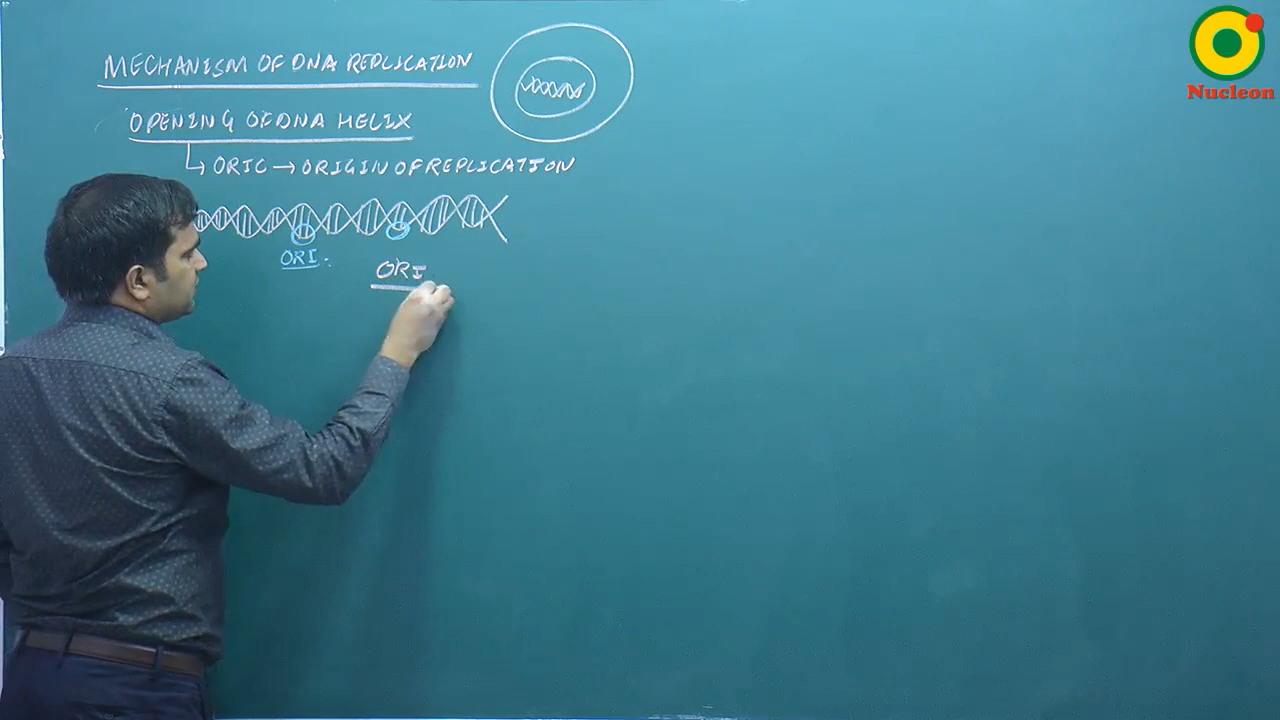 MECHANISM OF DNA REPLICATION
OPENING OF DNA HELIX
↳ ORIC → ORIGIN OF REPLICATION
ORI.
ORI
Nucleon